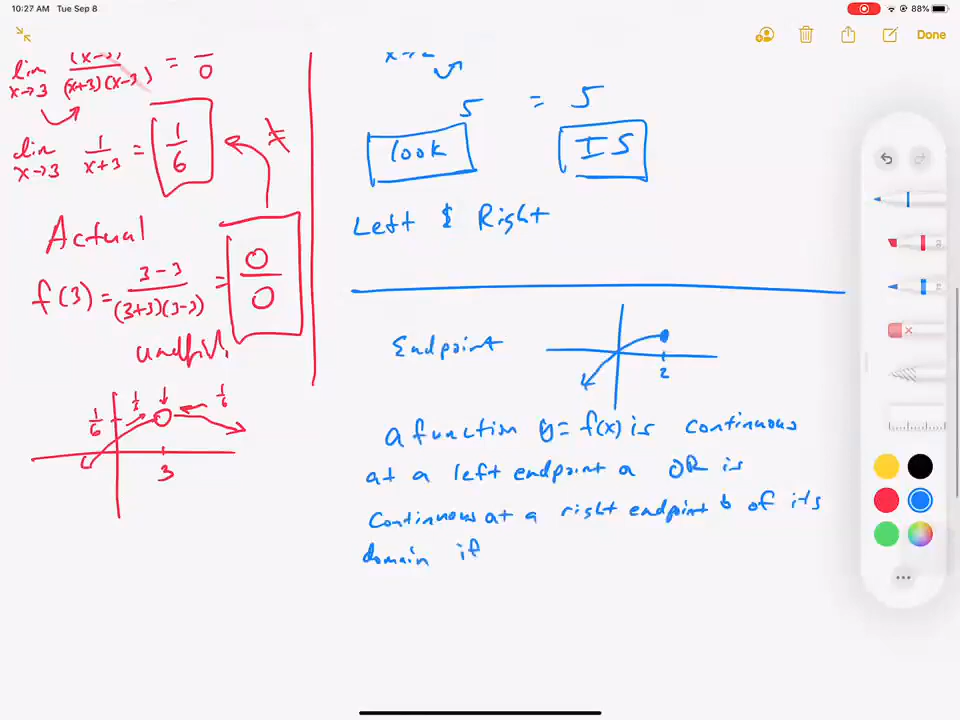 10:27 AM Tue Sep 8
88%
Done
lim x→3 (x-3)/(x+3)(x-3) = 0
lim x→3 1/x+3 = 1/6 ≠
Actual
f(3) = 3-3/(3+3)(3-3) = 0/0
1/6
1/6
3
x→
5 = 5
look
IS
Left & Right
Endpoint
2
a function y = f(x) is continuous
at a left endpoint a OR is
continuous at a right endpoint b of its
domain if